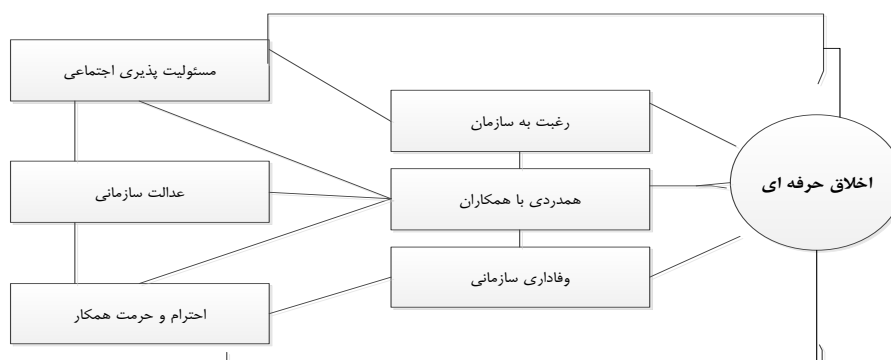 مسئولیت پذیری اجتماعی
رغبت به سازمان
اخلاق حرفه ای
عدالت سازمانی
همدردی با همکاران
وفاداری سازمانی
احترام و حرمت همکار